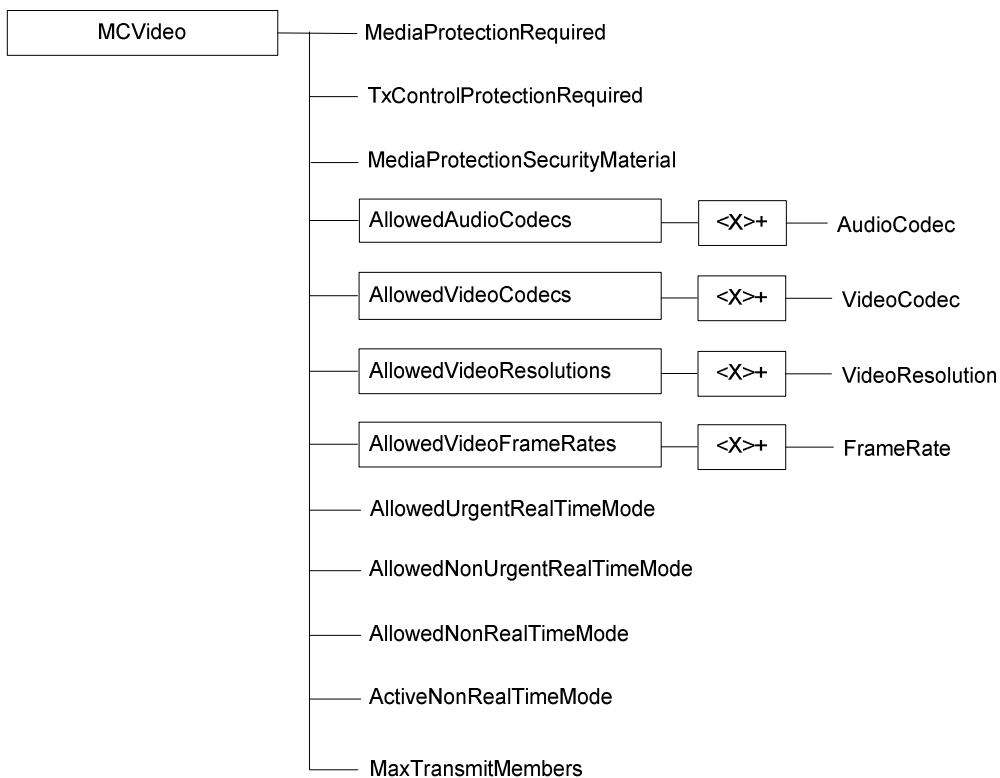 MCVideo
MediaProtectionRequired
TxControlProtectionRequired
MediaProtectionSecurityMaterial
AllowedAudioCodecs <X>+ AudioCodec
AllowedVideoCodecs <X>+ VideoCodec
AllowedVideoResolutions <X>+ VideoResolution
AllowedVideoFrameRates <X>+ FrameRate
AllowedUrgentRealTimeMode
AllowedNonUrgentRealTimeMode
AllowedNonRealTimeMode
ActiveNonRealTimeMode
MaxTransmitMembers